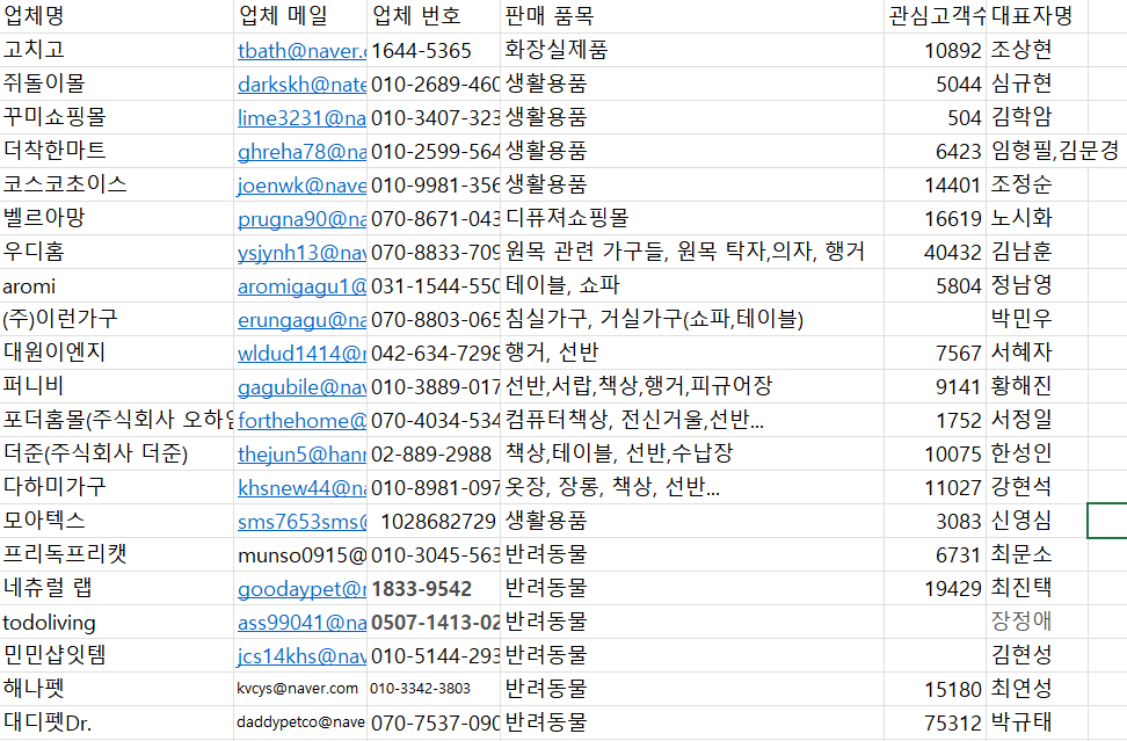 업체명 업체 메일 업체 번호 판매 품목 관심고객수 대표자명
고치고 tbath@naver. 1644-5365 화장실제품 10892 조상현
쥐돌이몰 darkskh@nate 010-2689-460 생활용품 5044 심규현
꾸미쇼핑몰 lime3231@na 010-3407-323 생활용품 504 김학암
더착한마트 ghreha78@na 010-2599-564 생활용품 6423 임형필,김문경
코스코초이스 joenwk@nave 010-9981-356 생활용품 14401 조정순
벨르아망 prugna90@na 070-8671-043 디퓨져쇼핑몰 16619 노시화
우디홈 ysjynh13@nav 070-8833-709 원목 관련 가구들, 원목 탁자,의자, 행거 40432 김남훈
aromi aromigagu1@ 031-1544-550 테이블, 쇼파 5804 정남영
(주)이런가구 erungagu@na 070-8803-065 침실가구, 거실가구(쇼파,테이블) 박민우
대원이엔지 wldud1414@n 042-634-7298 행거, 선반 7567 서혜자
퍼니비 gagubile@nav 010-3889-017 선반,서랍,책상,행거,피규어장 9141 황해진
포더홈몰(주식회사 오하임 forthehome@ 070-4034-534 컴퓨터책상, 전신거울,선반... 1752 서정일
더준(주식회사 더준) thejun5@hanr 02-889-2988 책상,테이블, 선반,수납장 10075 한성인
다하미가구 khsnew44@na 010-8981-097 옷장, 장롱, 책상, 선반... 11027 강현석
모아텍스 sms7653sms@ 1028682729 생활용품 3083 신영심
프리독프리캣 munso0915@ 010-3045-563 반려동물 6731 최문소
네츄럴 랩 goodaypet@n 1833-9542 반려동물 19429 최진택
todoliving ass99041@na 0507-1413-02 반려동물 장정애
민민샵잇템 jcs14khs@nav 010-5144-293 반려동물 김현성
해나펫 kvcys@naver.com 010-3342-3803 반려동물 15180 최연성
대디펫Dr. daddypetco@nave 070-7537-090 반려동물 75312 박규태